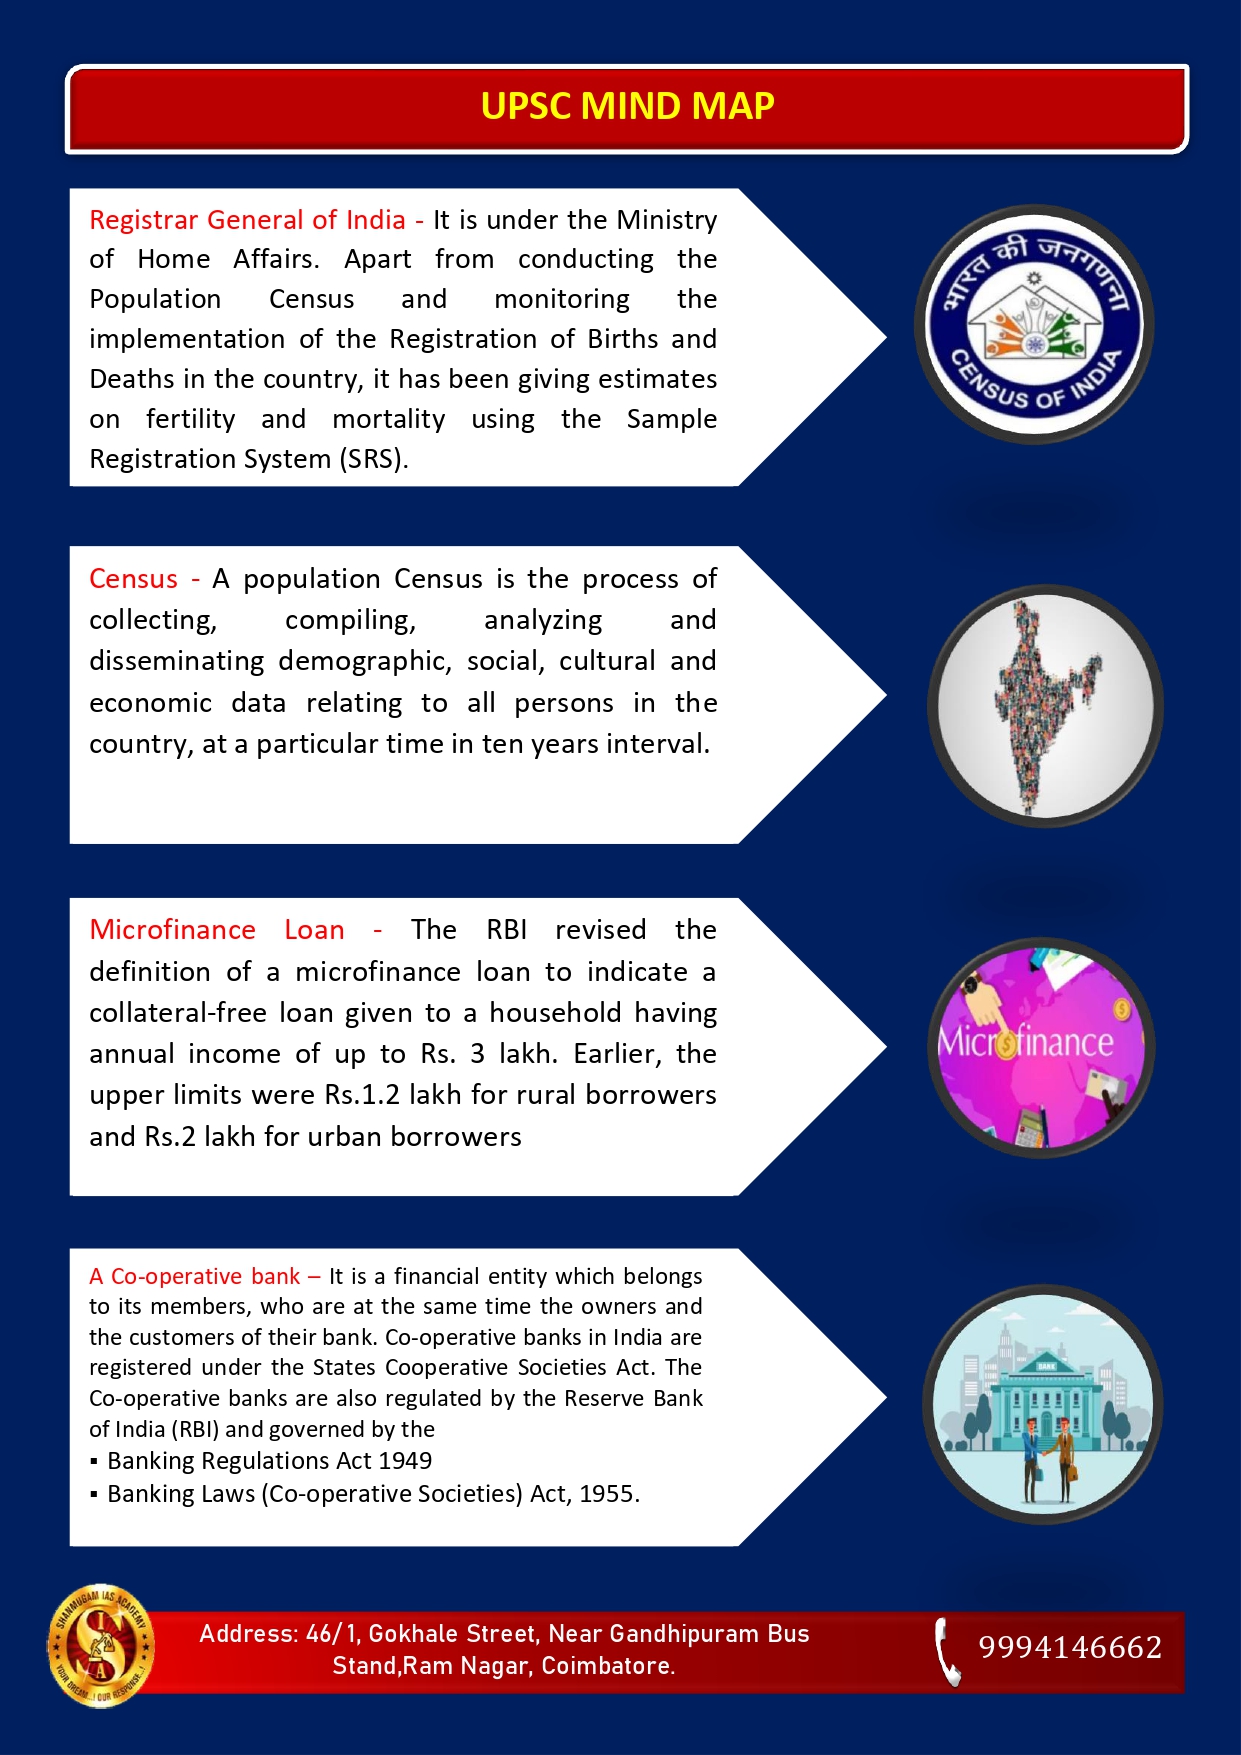 UPSC MIND MAP
Registrar General of India - It is under the Ministry
of Home Affairs. Apart from conducting the
Population Census and monitoring the
implementation of the Registration of Births and
Deaths in the country, it has been giving estimates
on fertility and mortality using the Sample
Registration System (SRS).
भारत की जनगणना
CENSUS OF INDIA
Census - A population Census is the process of
collecting, compiling, analyzing and
disseminating demographic, social, cultural and
economic data relating to all persons in the
country, at a particular time in ten years interval.
Microfinance Loan - The RBI revised the
definition of a microfinance loan to indicate a
collateral-free loan given to a household having
annual income of up to Rs. 3 lakh. Earlier, the
upper limits were Rs.1.2 lakh for rural borrowers
and Rs.2 lakh for urban borrowers
Microfinance
A Co-operative bank – It is a financial entity which belongs
to its members, who are at the same time the owners and
the customers of their bank. Co-operative banks in India are
registered under the States Cooperative Societies Act. The
Co-operative banks are also regulated by the Reserve Bank
of India (RBI) and governed by the
▪ Banking Regulations Act 1949
▪ Banking Laws (Co-operative Societies) Act, 1955.
BANK
SHANMUGAM IAS ACADEMY
SIA
YOUR DREAM...! OUR RESPONSE...!
Address: 46/1, Gokhale Street, Near Gandhipuram Bus
Stand,Ram Nagar, Coimbatore.
9994146662